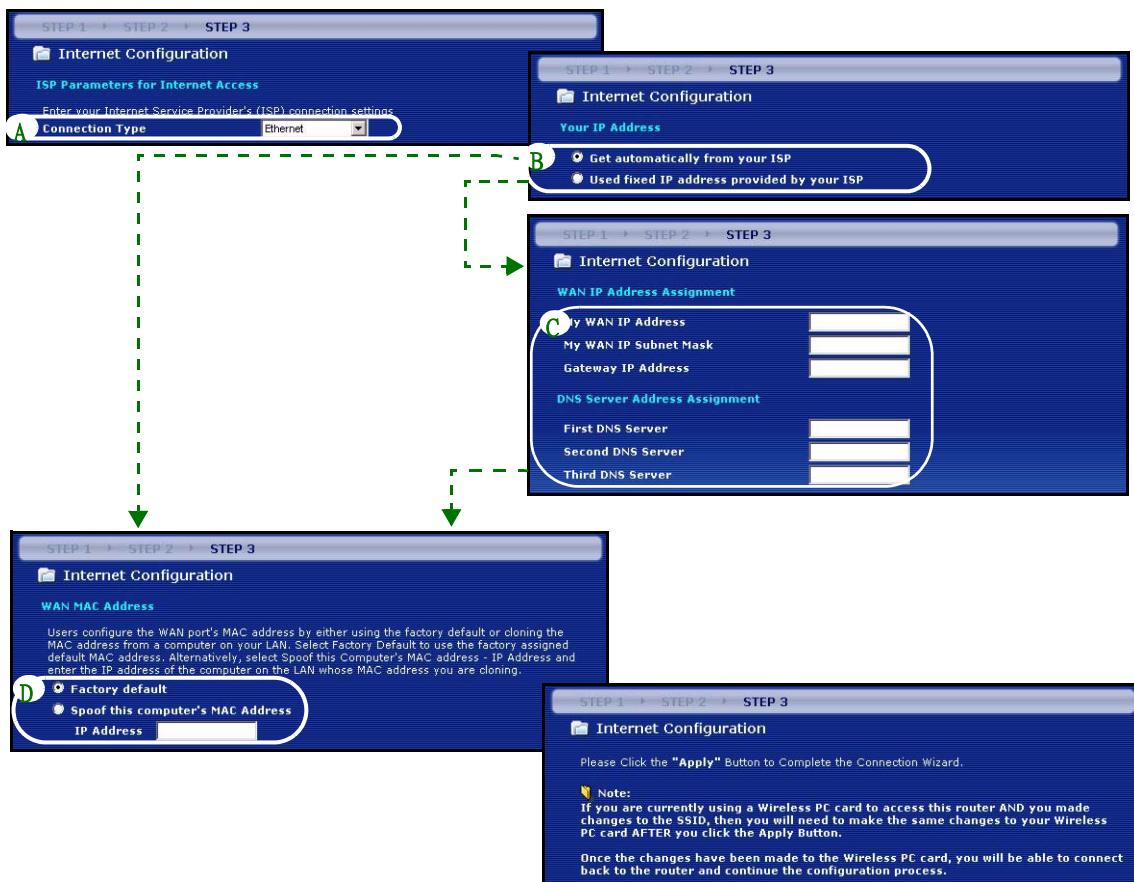 STEP 1 STEP 2 STEP 3
Internet Configuration
ISP Parameters for Internet Access
Enter your Internet Service Provider's (ISP) connection settings
A
Connection Type Ethernet
STEP 1 STEP 2 STEP 3
Internet Configuration
Your IP Address
B
Get automatically from your ISP
Used fixed IP address provided by your ISP
STEP 1 STEP 2 STEP 3
Internet Configuration
WAN IP Address Assignment
C
My WAN IP Address
My WAN IP Subnet Mask
Gateway IP Address
DNS Server Address Assignment
First DNS Server
Second DNS Server
Third DNS Server
STEP 1 STEP 2 STEP 3
Internet Configuration
WAN MAC Address
Users configure the WAN port's MAC address by either using the factory default or cloning the
MAC address from a computer on your LAN. Select Factory Default to use the factory assigned
default MAC address. Alternatively, select Spoof this Computer's MAC address - IP Address and
enter the IP address of the computer on the LAN whose MAC address you are cloning.
D
Factory default
Spoof this computer's MAC Address
IP Address
STEP 1 STEP 2 STEP 3
Internet Configuration
Please Click the "Apply" Button to Complete the Connection Wizard.
Note:
If you are currently using a Wireless PC card to access this router AND you made
changes to the SSID, then you will need to make the same changes to your Wireless
PC card AFTER you click the Apply Button.
Once the changes have been made to the Wireless PC card, you will be able to connect
back to the router and continue the configuration process.